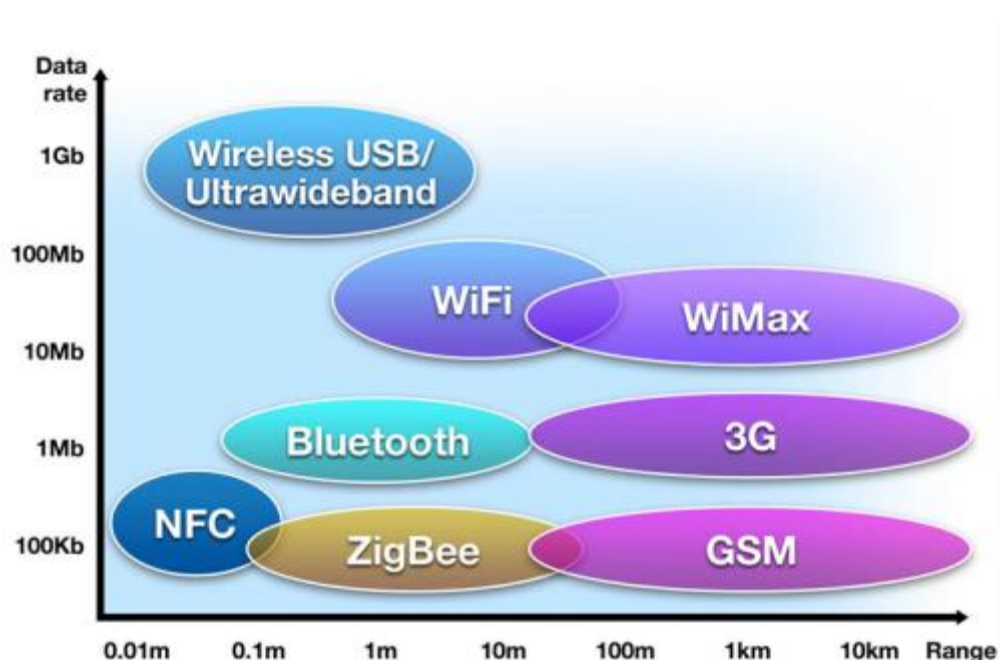 Data
rate
1Gb
Wireless USB/
Ultrawideband
100Mb
WiFi
WiMax
10Mb
Bluetooth
3G
1Mb
NFC
ZigBee
GSM
100Kb
0.01m 0.1m 1m 10m 100m 1km 10km Range